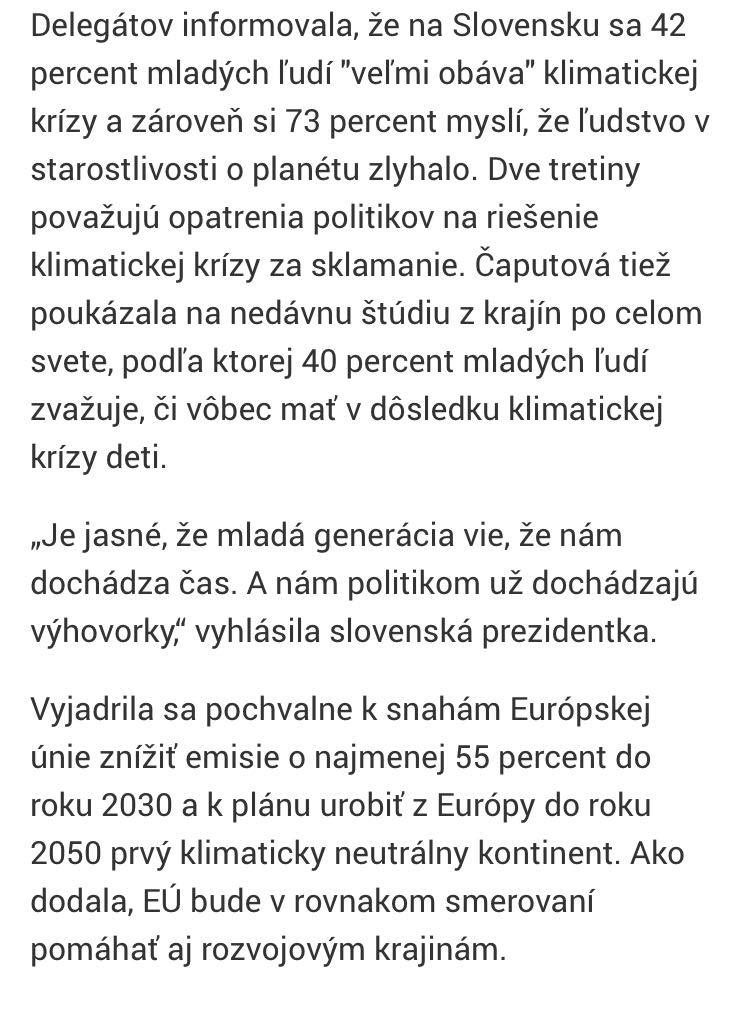 Delegátov informovala, že na Slovensku sa 42
percent mladých ľudí "veľmi obáva" klimatickej
krízy a zároveň si 73 percent myslí, že ľudstvo v
starostlivosti o planétu zlyhalo. Dve tretiny
považujú opatrenia politikov na riešenie
klimatickej krízy za sklamanie. Čaputová tiež
poukázala na nedávnu štúdiu z krajín po celom
svete, podľa ktorej 40 percent mladých ľudí
zvažuje, či vôbec mať v dôsledku klimatickej
krízy deti.
„Je jasné, že mladá generácia vie, že nám
dochádza čas. A nám politikom už dochádzajú
výhovorky,“ vyhlásila slovenská prezidentka.
Vyjadrila sa pochvalne k snahám Európskej
únie znížiť emisie o najmenej 55 percent do
roku 2030 a k plánu urobiť z Európy do roku
2050 prvý klimaticky neutrálny kontinent. Ako
dodala, EÚ bude v rovnakom smerovaní
pomáhať aj rozvojovým krajinám.